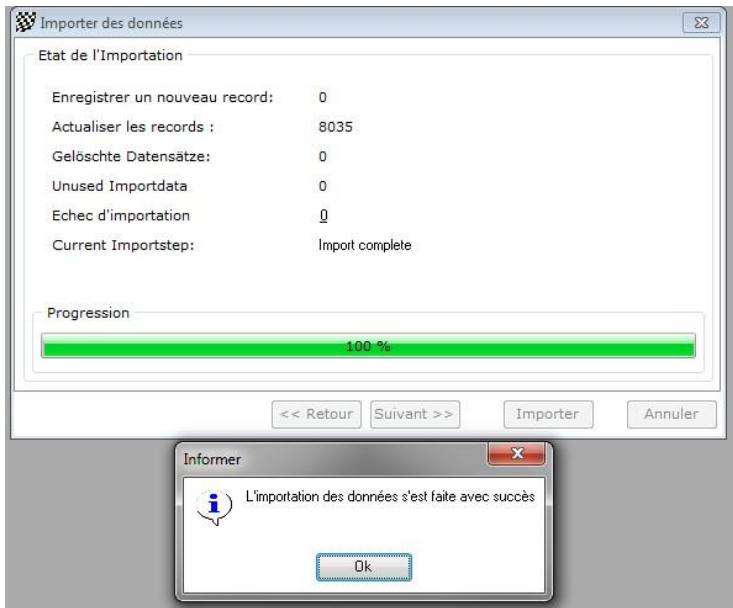 Importer des données
Etat de l'Importation
Enregistrer un nouveau record: 0
Actualiser les records : 8035
Gelöschte Datensätze: 0
Unused Importdata 0
Echec d'importation 0
Current Importstep: Import complete
Progression
100 %
<< Retour Suivant >> Importer Annuler
Informer
L'importation des données s'est faite avec succès
Ok